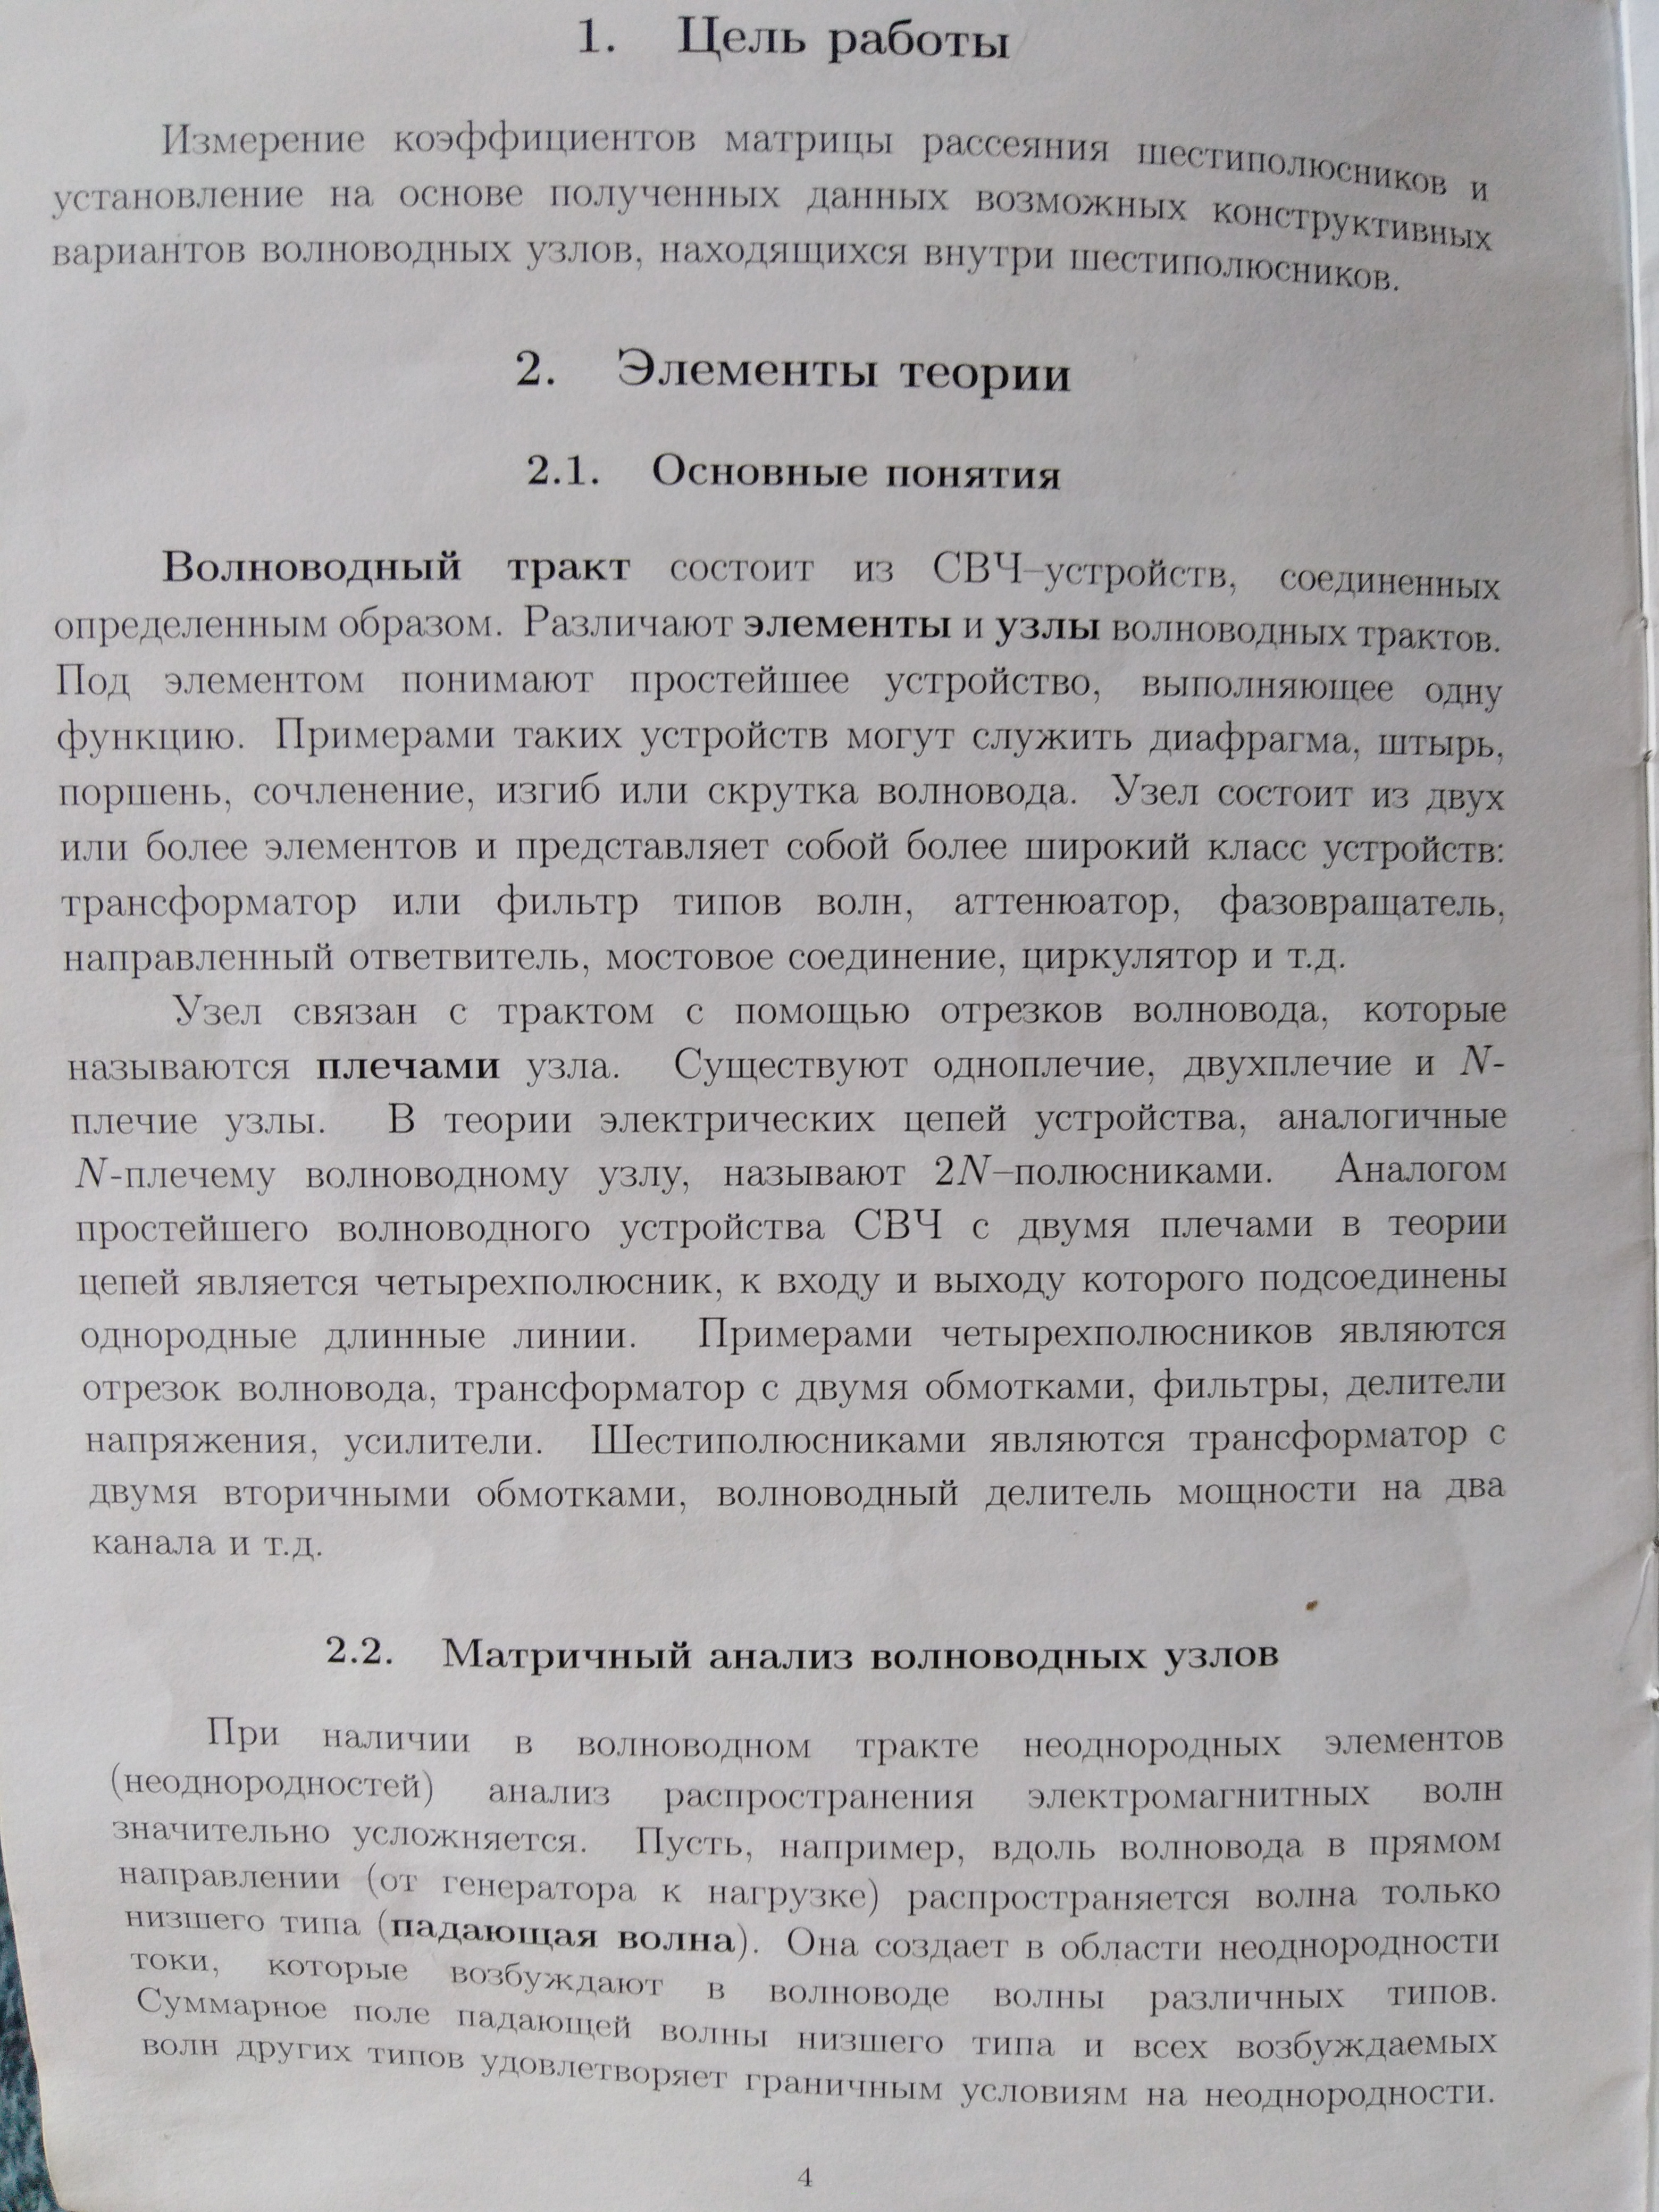 1. Цель работы
Измерение коэффициентов матрицы рассеяния шестиполюсников и
установление на основе полученных данных возможных конструктивных
вариантов волноводных узлов, находящихся внутри шестиполюсников.
2. Элементы теории
2.1. Основные понятия
Волноводный тракт состоит из СВЧ–устройств, соединенных
определенным образом. Различают элементы и узлы волноводных трактов.
Под элементом понимают простейшее устройство, выполняющее одну
функцию. Примерами таких устройств могут служить диафрагма, штырь,
поршень, сочленение, изгиб или скрутка волновода. Узел состоит из двух
или более элементов и представляет собой более широкий класс устройств:
трансформатор или фильтр типов волн, аттенюатор, фазовращатель,
направленный ответвитель, мостовое соединение, циркулятор и т.д.
Узел связан с трактом с помощью отрезков волновода, которые
называются плечами узла. Существуют одноплечие, двухплечие и N-
плечие узлы. В теории электрических цепей устройства, аналогичные
N-плечему волноводному узлу, называют 2N–полюсниками. Аналогом
простейшего волноводного устройства СВЧ с двумя плечами в теории
цепей является четырехполюсник, к входу и выходу которого подсоединены
однородные длинные линии. Примерами четырехполюсников являются
отрезок волновода, трансформатор с двумя обмотками, фильтры, делители
напряжения, усилители. Шестиполюсниками являются трансформатор с
двумя вторичными обмотками, волноводный делитель мощности на два
канала и т.д.
2.2. Матричный анализ волноводных узлов
При наличии в волноводном тракте неоднородных элементов
(неоднородностей) анализ распространения электромагнитных волн
значительно усложняется. Пусть, например, вдоль волновода в прямом
направлении (от генератора к нагрузке) распространяется волна только
низшего типа (падающая волна). Она создает в области неоднородности
токи, которые возбуждают в волноводе волны различных типов.
Суммарное поле падающей волны низшего типа и всех возбуждаемых
волн других типов удовлетворяет граничным условиям на неоднородности.
4